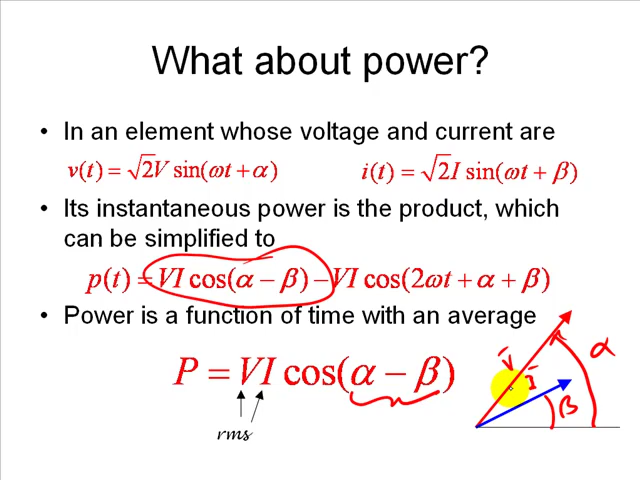 What about power?
• In an element whose voltage and current are
v(t) = √2V sin(ωt + α) i(t) = √2I sin(ωt + β)
• Its instantaneous power is the product, which
can be simplified to
p(t) = VI cos(α − β) − VI cos(2ωt + α + β)
• Power is a function of time with an average
P = VI cos(α − β)
rms
V̄
Ī
α
β